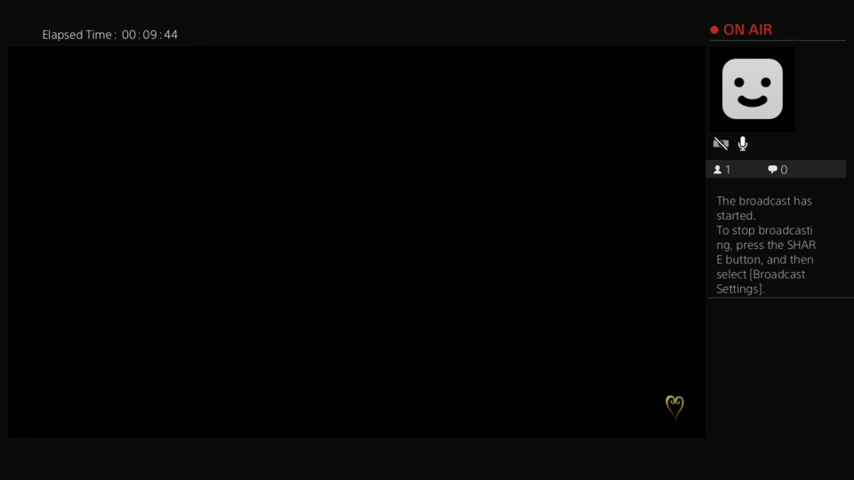 Elapsed Time: 00:09:44
ON AIR
1 0
The broadcast has
started.
To stop broadcasti
ng, press the SHAR
E button, and then
select [Broadcast
Settings].